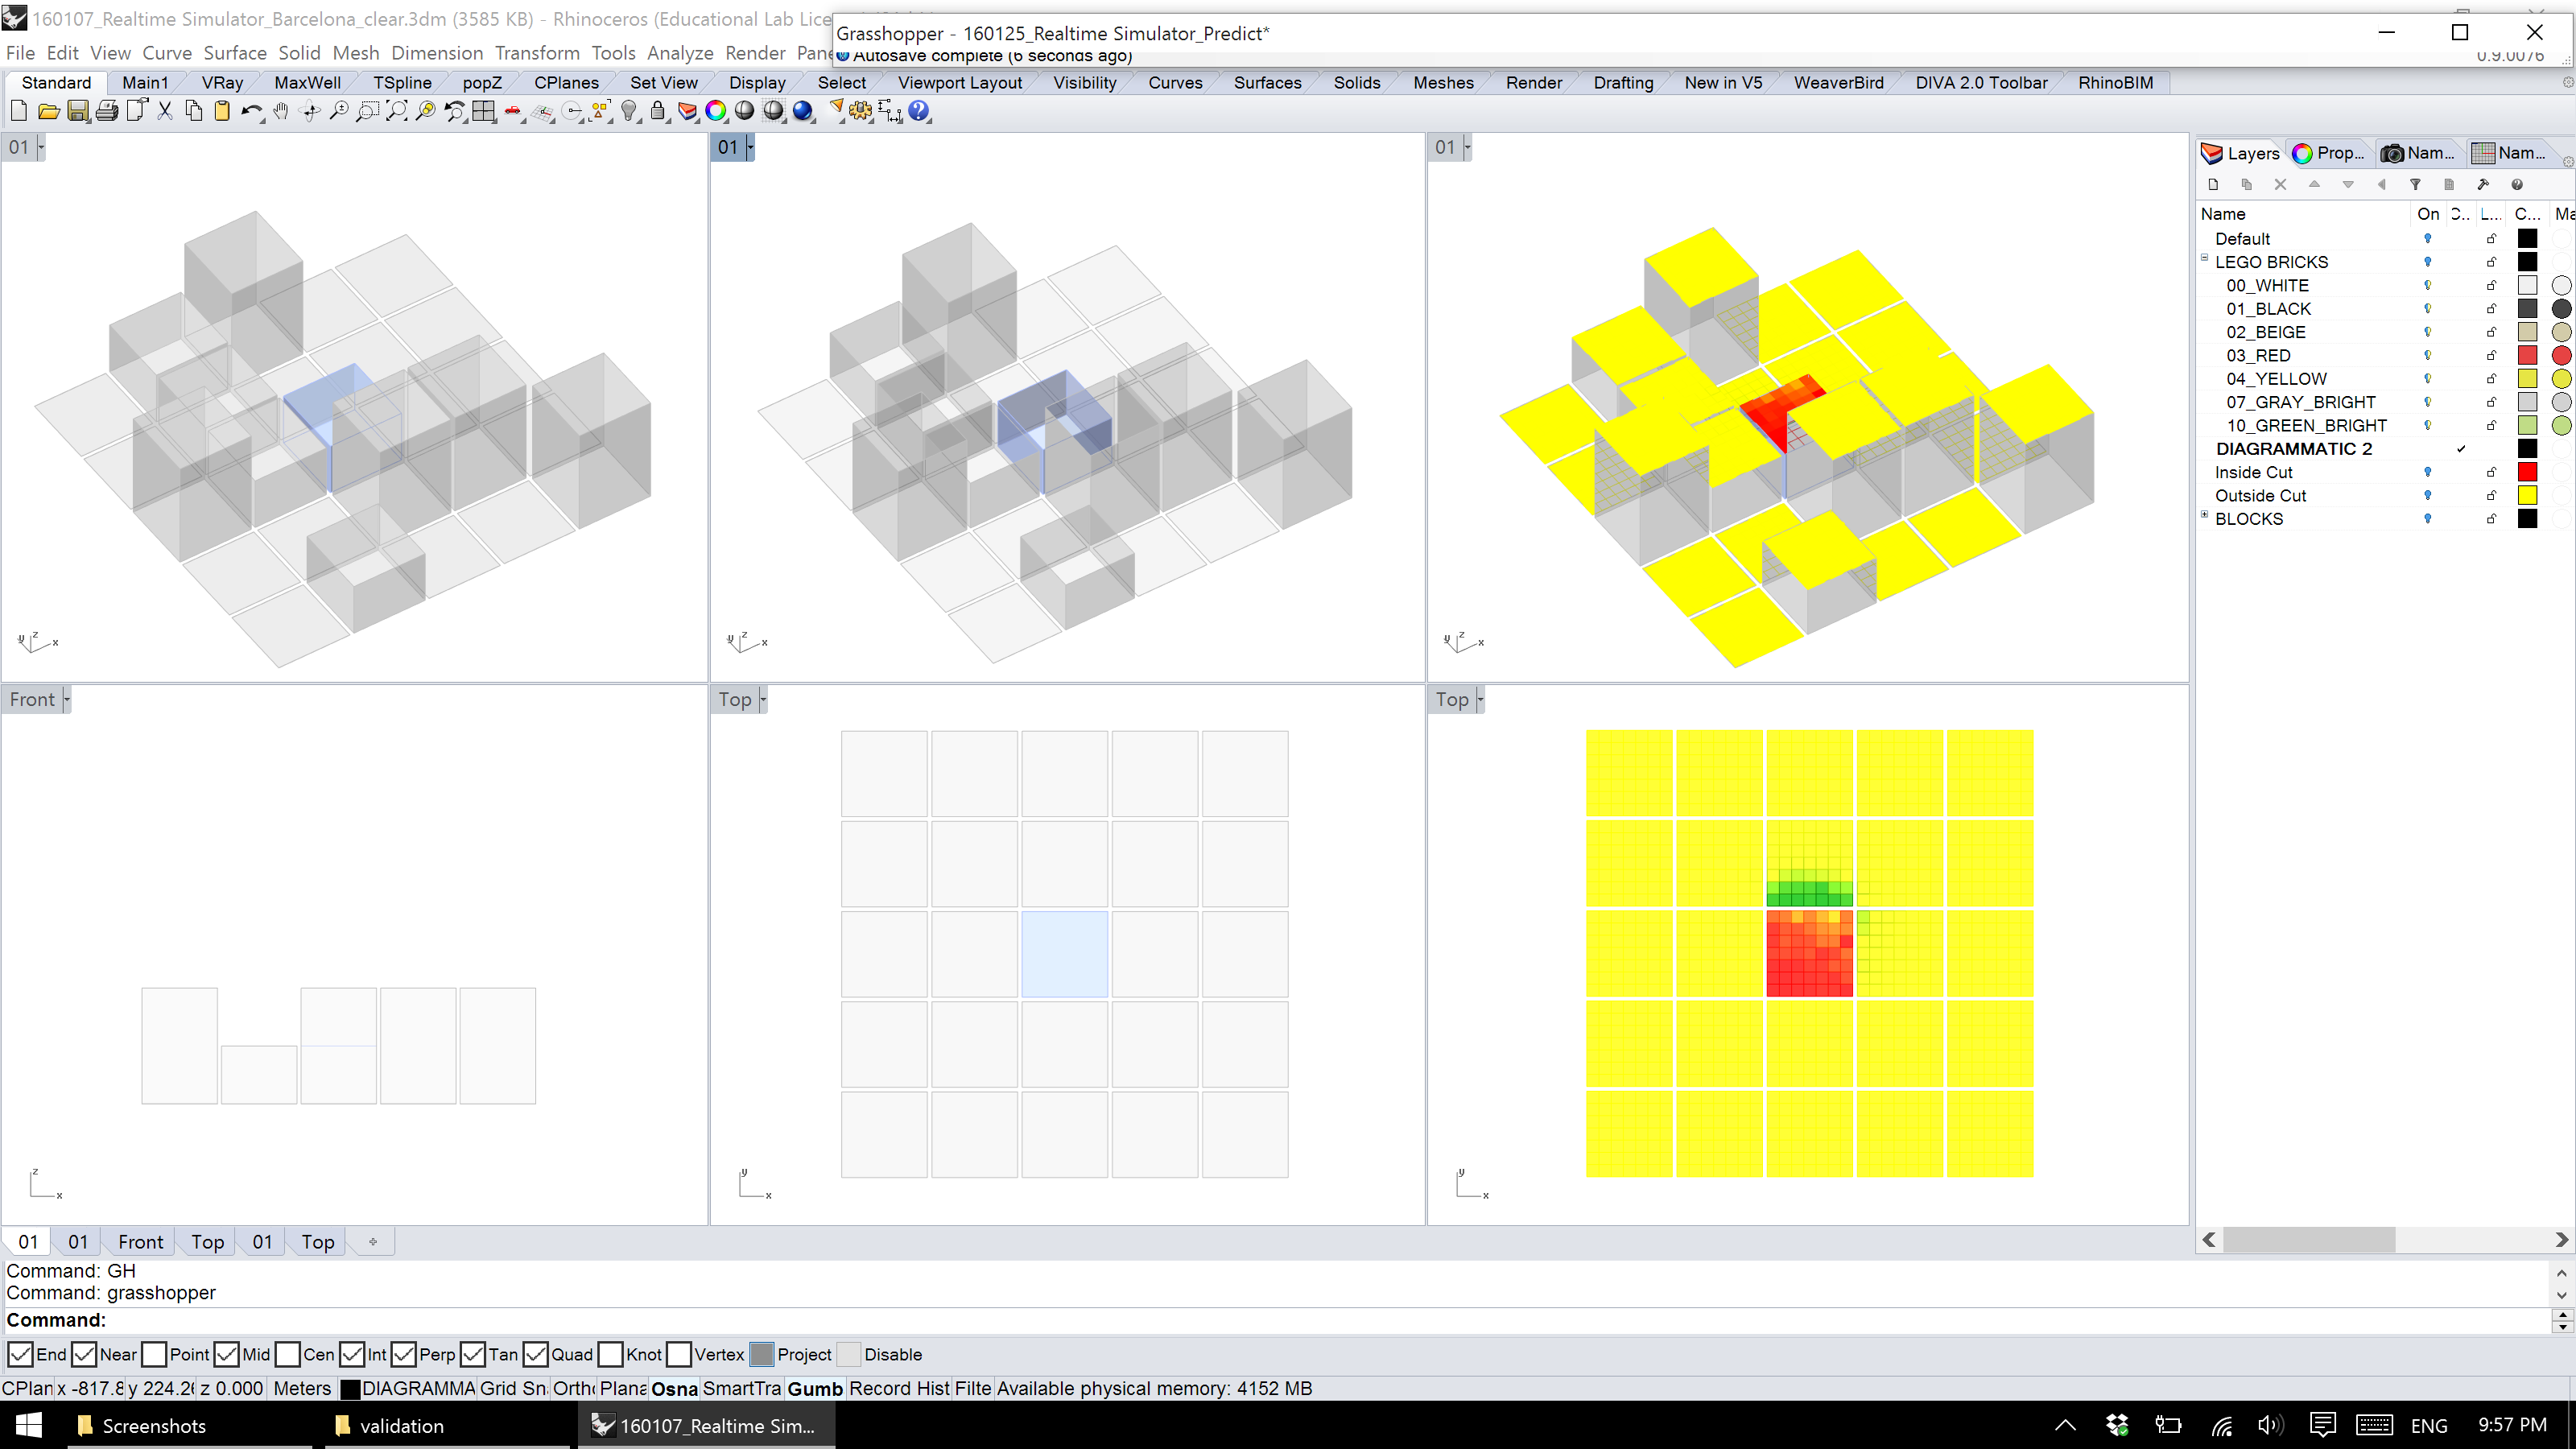 160107_Realtime Simulator_Barcelona_clear.3dm (3585 KB) - Rhinoceros (Educational Lab
Grasshopper - 160125_Realtime Simulator_Predict*
Autosave complete (6 seconds ago)
0.9.0076
File Edit View Curve Surface Solid Mesh Dimension Transform Tools Analyze Render
Standard Main1 VRay MaxWell TSpline popZ CPlanes Set View Display Select Viewport Layout Visibility Curves Surfaces Solids Meshes Render Drafting New in V5 WeaverBird DIVA 2.0 Toolbar RhinoBIM
01
01
01
Layers Prop... Nam... Nam...
Name On C.. L... C... Ma
Default
LEGO BRICKS
00_WHITE
01_BLACK
02_BEIGE
03_RED
04_YELLOW
07_GRAY_BRIGHT
10_GREEN_BRIGHT
DIAGRAMMATIC 2
Inside Cut
Outside Cut
BLOCKS
y z x
y z x
y z x
Front
Top
Top
z x
y x
y x
01 01 Front Top 01 Top
Command: GH
Command: grasshopper
Command:
End Near Point Mid Cen Int Perp Tan Quad Knot Vertex Project Disable
CPlan x -817.8 y 224.26 z 0.000 Meters DIAGRAMMA Grid Sn Ortho Plana Osna SmartTra Gumb Record Hist Filte Available physical memory: 4152 MB
Screenshots validation 160107_Realtime Sim... ENG 9:57 PM